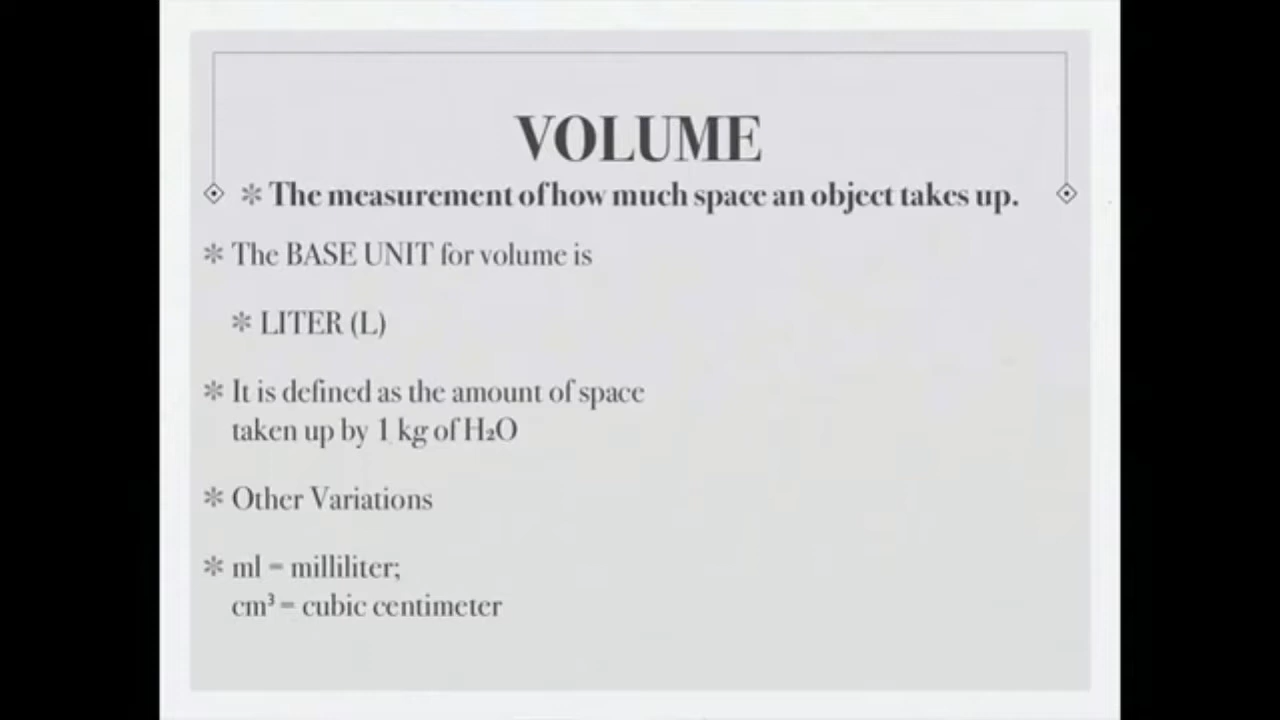 VOLUME
✼ The measurement of how much space an object takes up.
✼ The BASE UNIT for volume is
✼ LITER (L)
✼ It is defined as the amount of space
taken up by 1 kg of H₂O
✼ Other Variations
✼ ml = milliliter;
cm³ = cubic centimeter